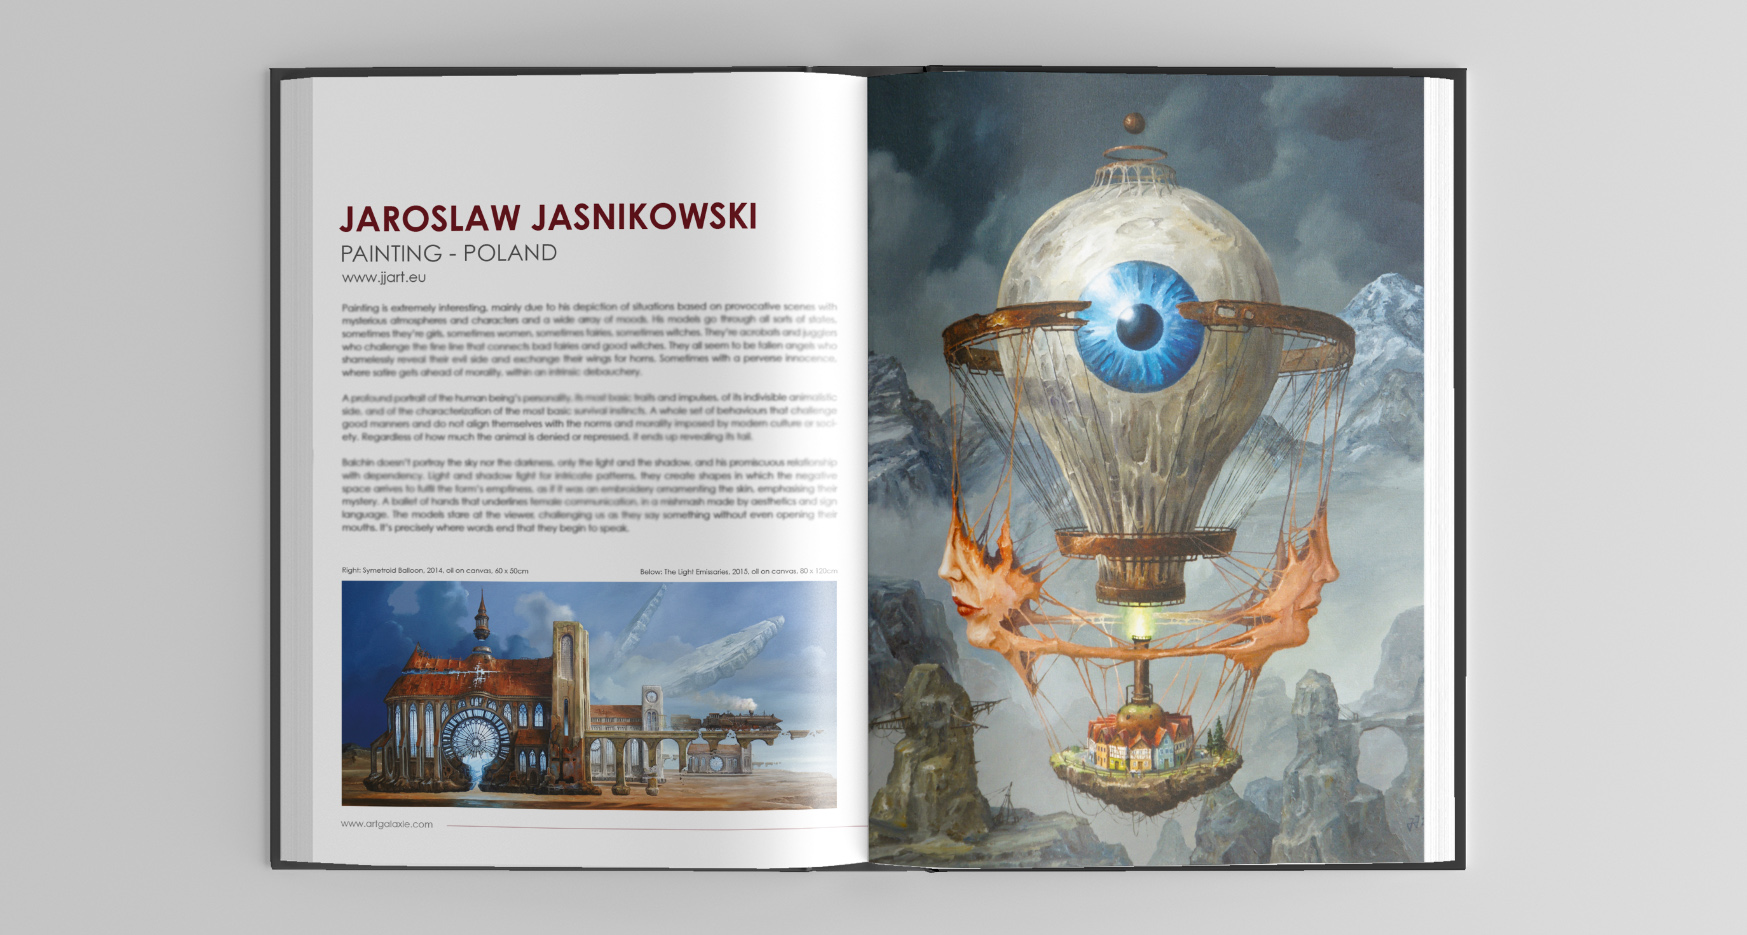 JAROSLAW JASNIKOWSKI
PAINTING - POLAND
www.jjart.eu
Painting is extremely interesting, mainly due to his depiction of situations based on provocative scenes with
mysterious atmospheres and characters and a wide array of moods. His models go through all sorts of states,
sometimes they're girls, sometimes women, sometimes fairies, sometimes witches. They're acrobats and jugglers
who challenge the fine line that connects bad fairies and good witches. They all seem to be fallen angels who
shamelessly reveal their evil side and exchange their wings for horns. Sometimes with a perverse innocence,
where satire gets ahead of morality, within an intrinsic debauchery.
A profound portrait of the human being's personality, its most basic traits and impulses, of its indivisible animalistic
side, and of the characterization of the most basic survival instincts. A whole set of behaviours that challenge
good manners and do not align themselves with the norms and morality imposed by modern culture or soci-
ety. Regardless of how much the animal is denied or repressed, it ends up revealing its tail.
Balchin doesn't portray the sky nor the darkness, only the light and the shadow, and his promiscuous relationship
with dependency. Light and shadow fight for intricate patterns, they create shapes in which the negative
space arrives to fulfil the form's emptiness, as if it was an embroidery ornamenting the skin, emphasising their
mystery. A ballet of hands that underlines female communication, in a mishmash made by aesthetics and sign
language. The models stare at the viewer, challenging us as they say something without even opening their
mouths. It's precisely where words end that they begin to speak.
Right: Symetroid Balloon, 2014, oil on canvas, 60 x 50cm
Below: The Light Emissaries, 2015, oil on canvas, 80 x 120cm
www.artgalaxie.com